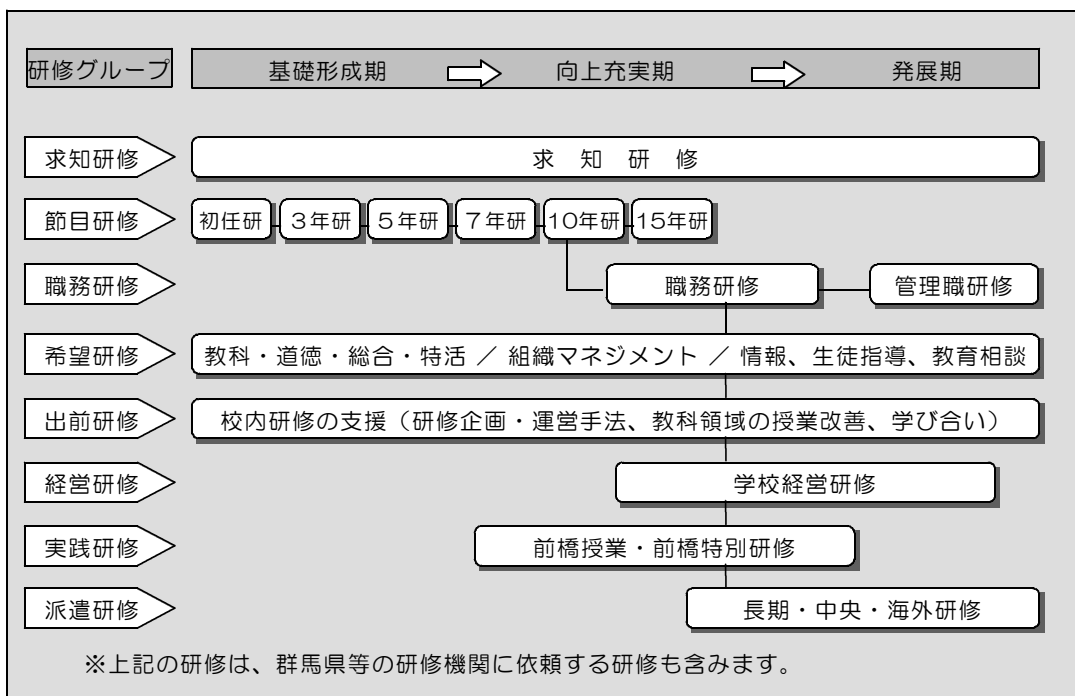 研修グループ 基礎形成期 向上充実期 発展期
求知研修 求知研修
節目研修 初任研 3年研 5年研 7年研 10年研 15年研
職務研修 職務研修 管理職研修
希望研修 教科・道徳・総合・特活 / 組織マネジメント / 情報、生徒指導、教育相談
出前研修 校内研修の支援(研修企画・運営手法、教科領域の授業改善、学び合い)
経営研修 学校経営研修
実践研修 前橋授業・前橋特別研修
派遣研修 長期・中央・海外研修
※上記の研修は、群馬県等の研修機関に依頼する研修も含みます。